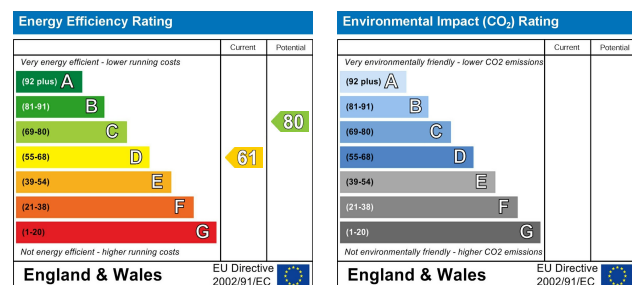 Energy Efficiency Rating
Current Potential
Very energy efficient - lower running costs
(92 plus) A
(81-91) B
(69-80) C
80
(55-68) D
61
(39-54) E
(21-38) F
(1-20) G
Not energy efficient - higher running costs
England & Wales
EU Directive
2002/91/EC
Environmental Impact (CO₂) Rating
Current Potential
Very environmentally friendly - lower CO2 emissions
(92 plus) A
(81-91) B
(69-80) C
(55-68) D
(39-54) E
(21-38) F
(1-20) G
Not environmentally friendly - higher CO2 emissions
England & Wales
EU Directive
2002/91/EC